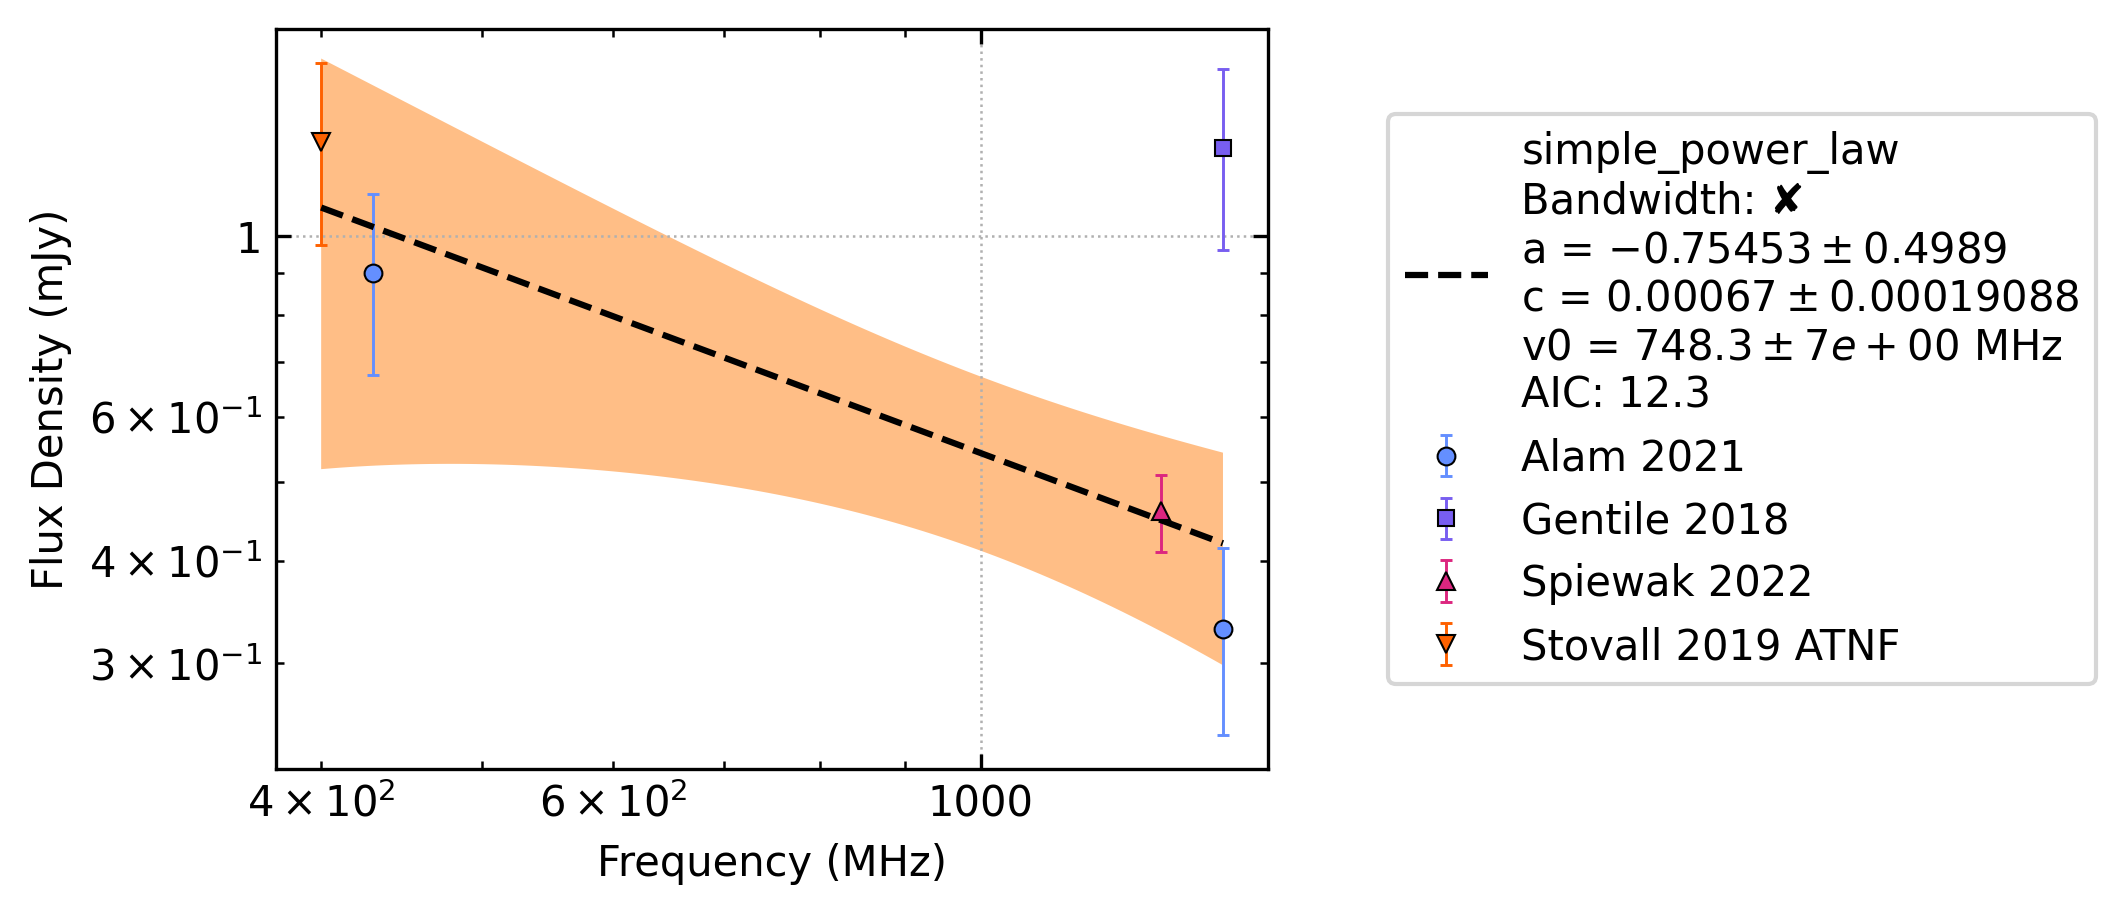 Flux Density (mJy)
1
6 × 10⁻¹
4 × 10⁻¹
3 × 10⁻¹
4 × 10² 6 × 10² 1000
Frequency (MHz)
simple_power_law
Bandwidth: ✘
a = −0.75453 ± 0.4989
c = 0.00067 ± 0.00019088
v0 = 748.3 ± 7e + 00 MHz
AIC: 12.3
Alam 2021
Gentile 2018
Spiewak 2022
Stovall 2019 ATNF